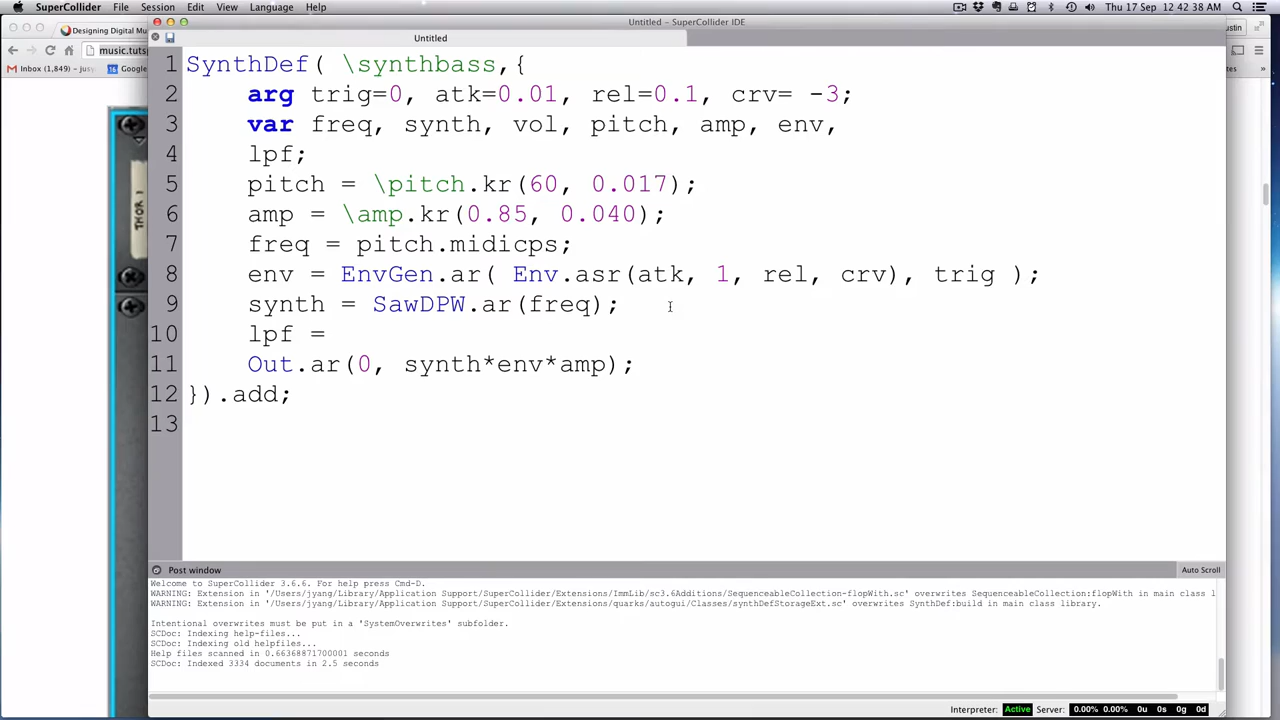 SuperCollider File Session Edit View Language Help Thu 17 Sep 12:42:38 AM
Designing Digital Mu
Untitled - SuperCollider IDE
music.tutsp
Untitled
Inbox (1,849) - jus
Google
THOR 1
1 SynthDef( \synthbass,{
2 arg trig=0, atk=0.01, rel=0.1, crv= -3;
3 var freq, synth, vol, pitch, amp, env,
4 lpf;
5 pitch = \pitch.kr(60, 0.017);
6 amp = \amp.kr(0.85, 0.040);
7 freq = pitch.midicps;
8 env = EnvGen.ar( Env.asr(atk, 1, rel, crv), trig );
9 synth = SawDPW.ar(freq);
10 lpf =
11 Out.ar(0, synth*env*amp);
12 }).add;
13
Post window Auto Scroll
Welcome to SuperCollider 3.6.6. For help press Cmd-D.
WARNING: Extension in '/Users/jyang/Library/Application Support/SuperCollider/Extensions/ImmLib/sc3.6Additions/SequenceableCollection-flopWith.sc' overwrites SequenceableCollection:flopWith in main class l
WARNING: Extension in '/Users/jyang/Library/Application Support/SuperCollider/Extensions/quarks/autogui/Classes/synthDefStorageExt.sc' overwrites SynthDef:build in main class library.
Intentional overwrites must be put in a 'SystemOverwrites' subfolder.
SCDoc: Indexing help-files...
SCDoc: Indexing old helpfiles...
Help files scanned in 0.66368871700001 seconds
SCDoc: Indexed 3334 documents in 2.5 seconds
Interpreter: Active Server: 0.00% 0.00% 0u 0s 0g 0d